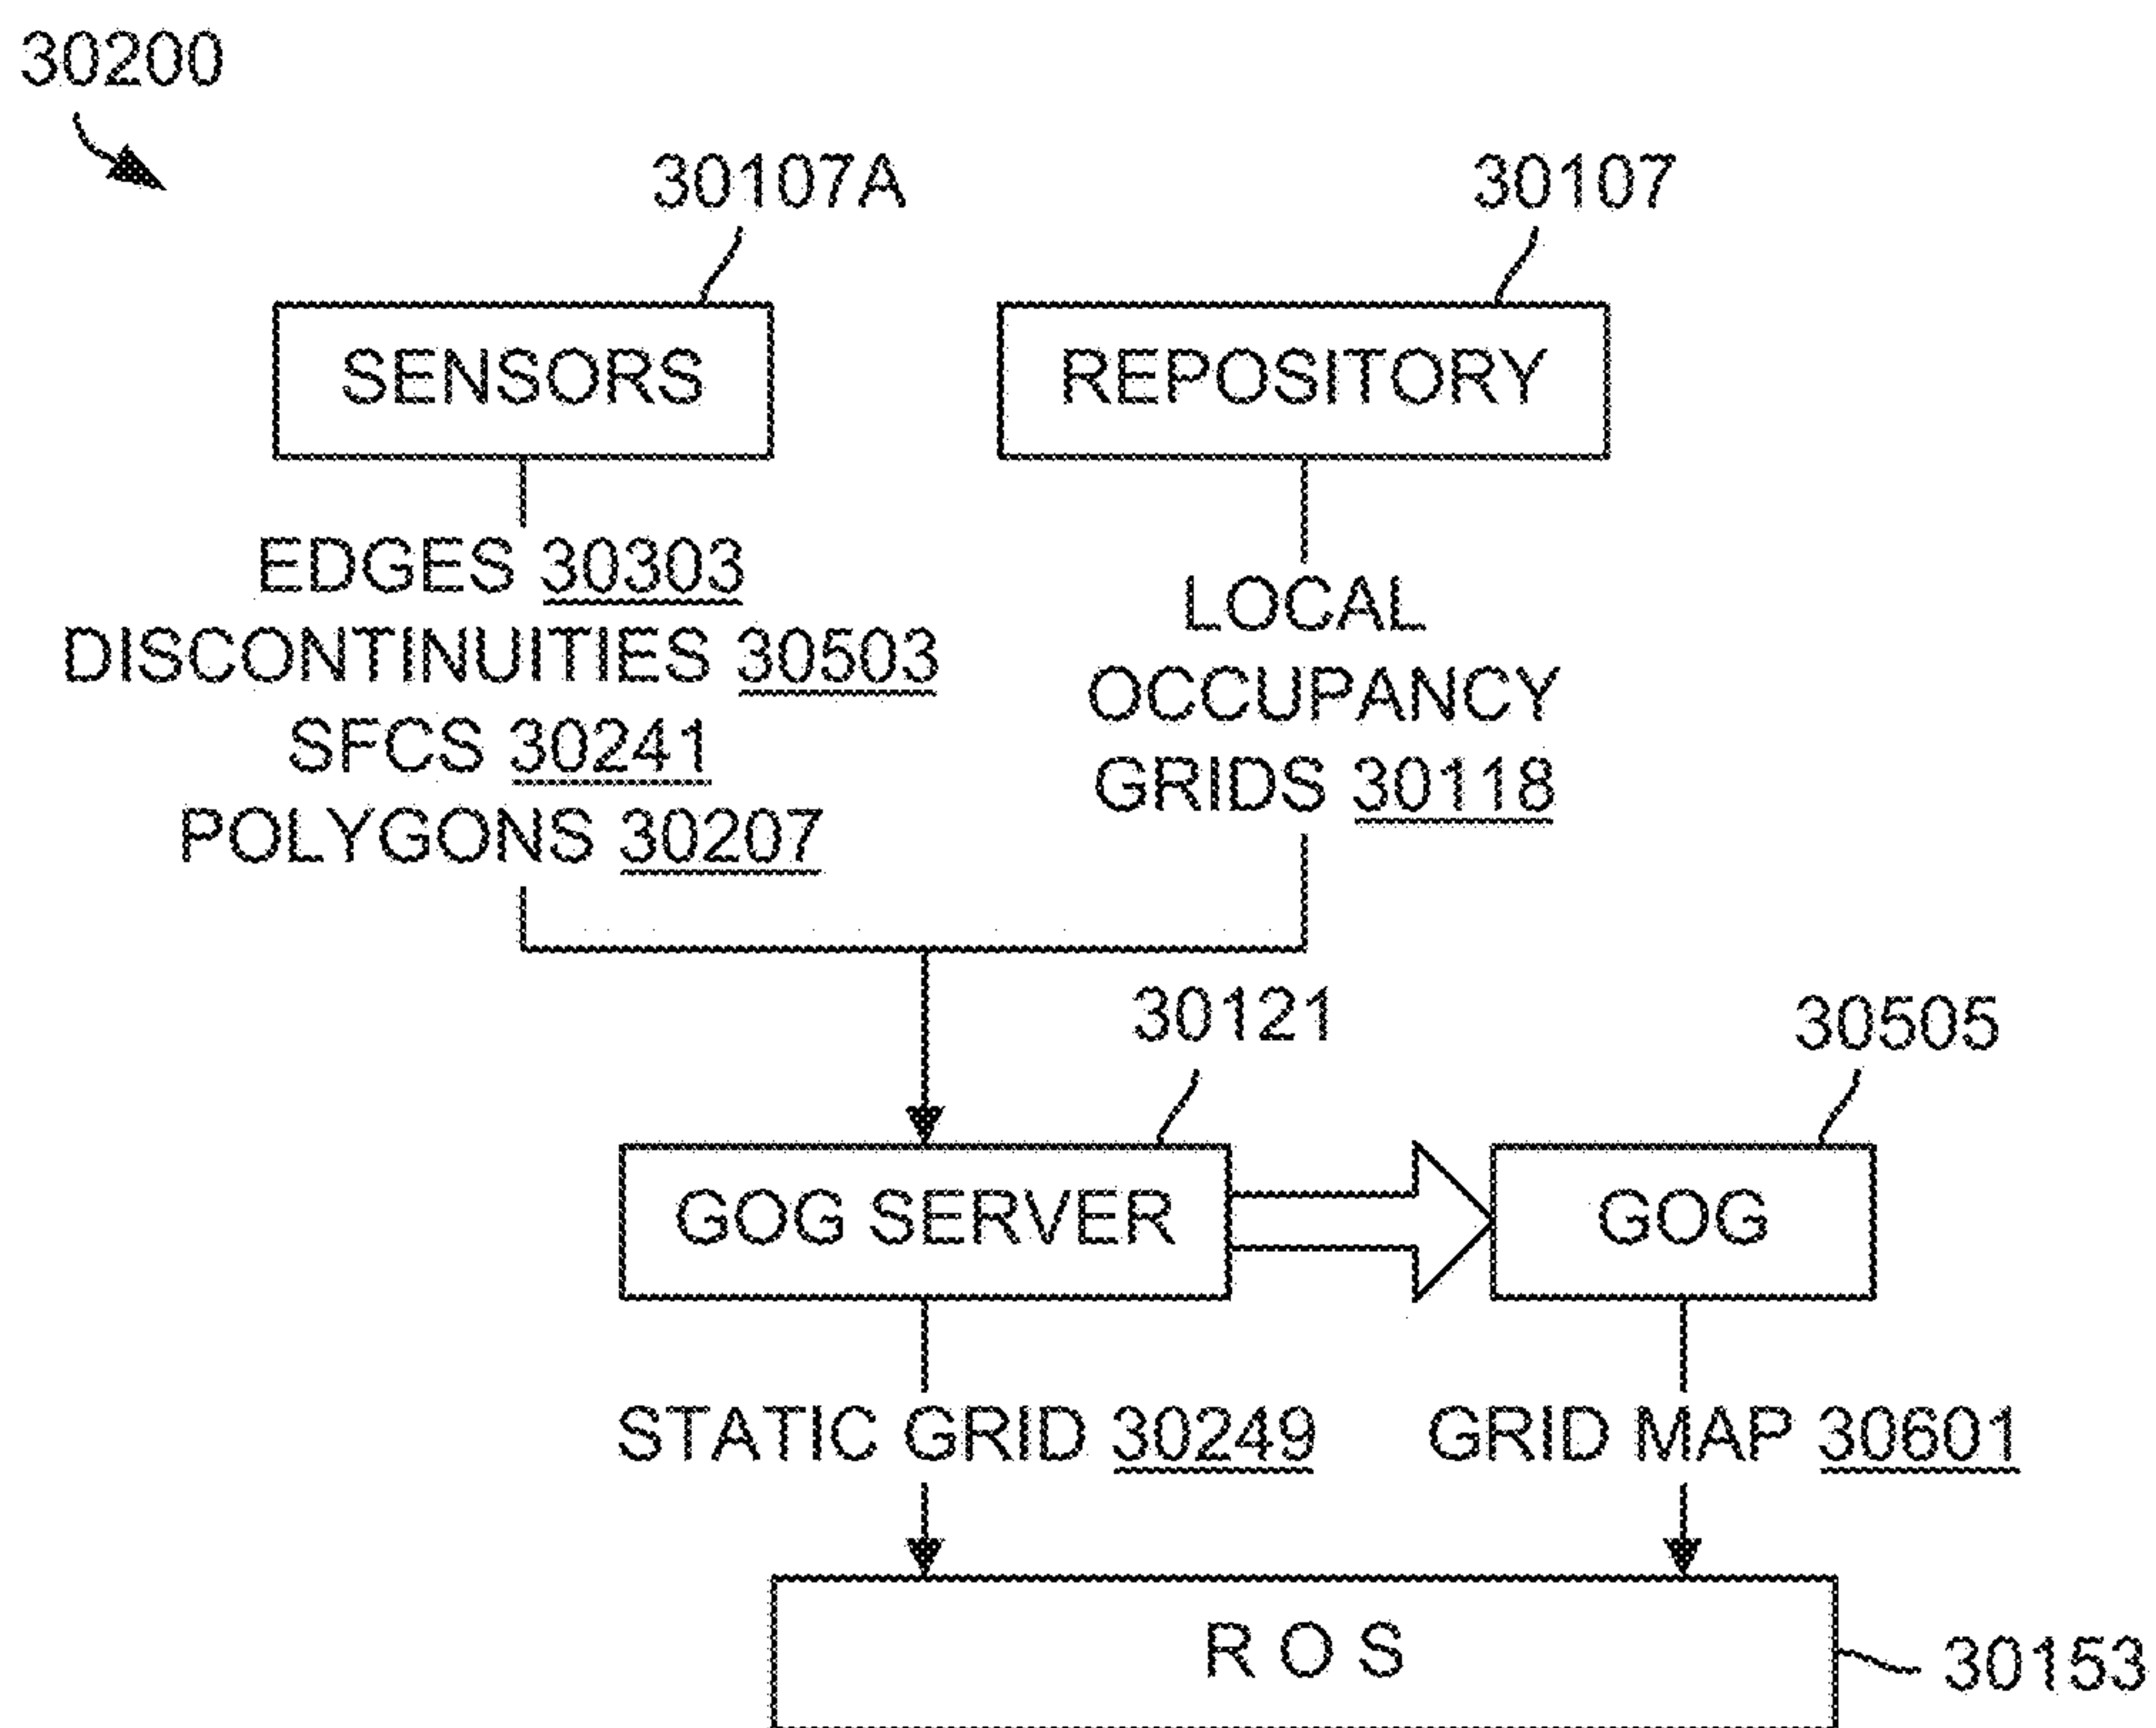 30200
30107A
30107
SENSORS
REPOSITORY
EDGES 30303
DISCONTINUITIES 30503
SFCS 30241
POLYGONS 30207
LOCAL
OCCUPANCY
GRIDS 30118
30121
30505
GOG SERVER
GOG
STATIC GRID 30249
GRID MAP 30601
R O S
30153